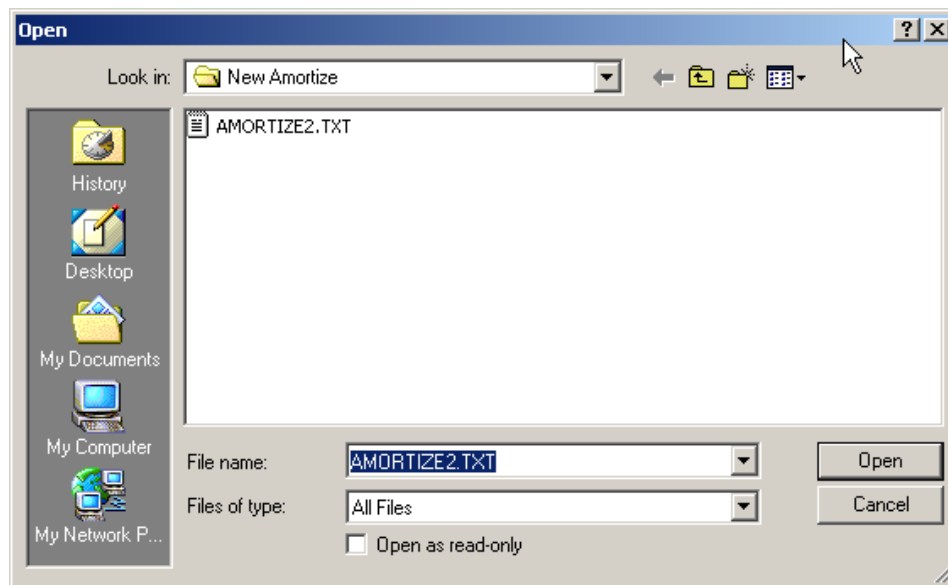 Open
Look in: New Amortize
AMORTIZE2.TXT
History
Desktop
My Documents
My Computer
My Network P...
File name: AMORTIZE2.TXT Open
Files of type: All Files Cancel
Open as read-only